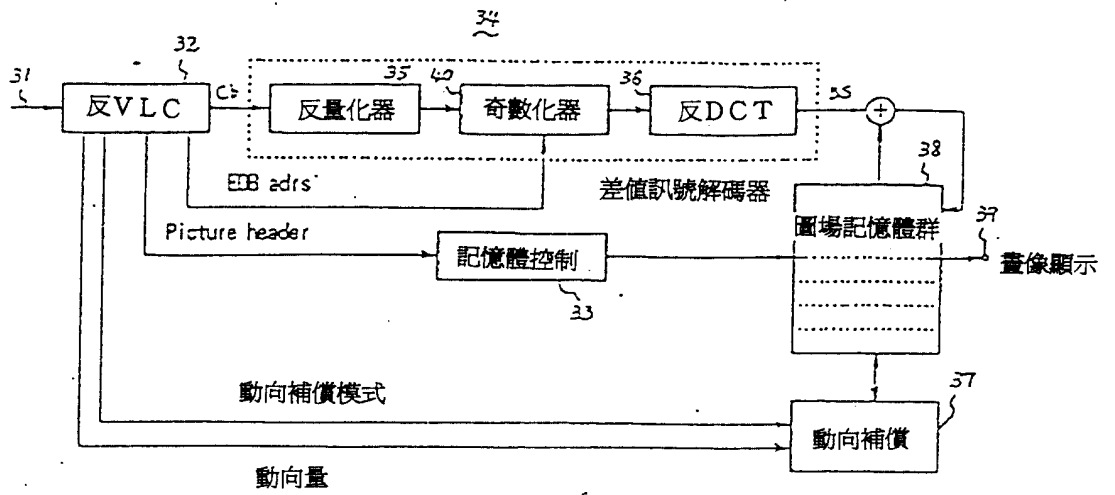 34
31
32
反VLC
Cs
35
反量化器
40
奇數化器
36
反DCT
SS
+
38
EOB adrs
差值訊號解碼器
圖場記憶體群
39
畫像顯示
Picture header
記憶體控制
33
動向補償模式
37
動向補償
動向量